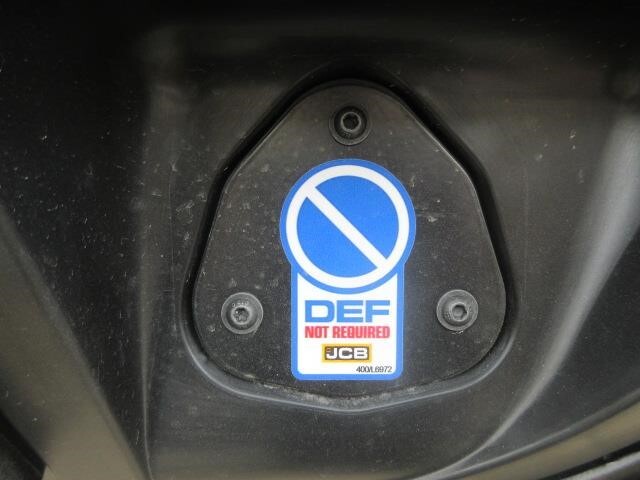 DEF
NOT REQUIRED
JCB
400/L6972